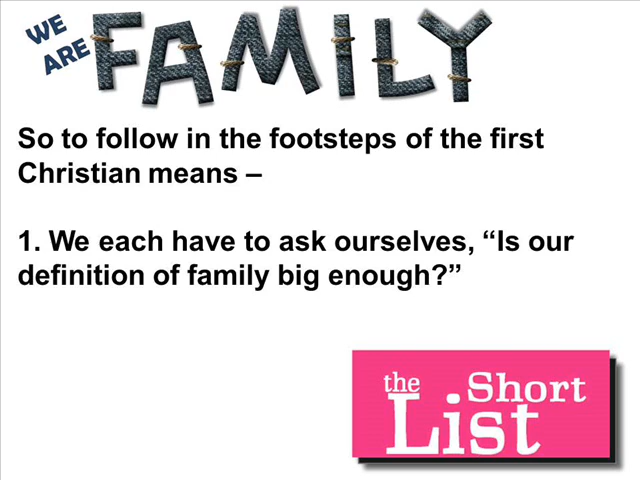 WE ARE FAMILY
So to follow in the footsteps of the first
Christian means –
1. We each have to ask ourselves, “Is our
definition of family big enough?”
the Short
List